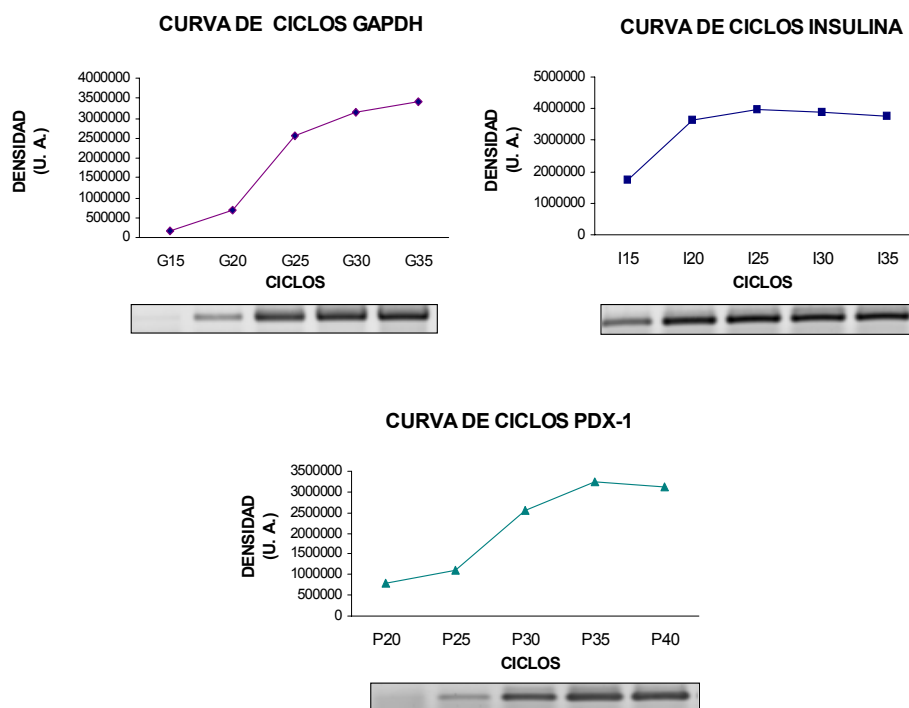 CURVA DE CICLOS GAPDH
DENSIDAD
(U. A.)
4000000
3500000
3000000
2500000
2000000
1500000
1000000
500000
0
G15 G20 G25 G30 G35
CICLOS
CURVA DE CICLOS INSULINA
DENSIDAD
(U. A.)
5000000
4000000
3000000
2000000
1000000
0
I15 I20 I25 I30 I35
CICLOS
CURVA DE CICLOS PDX-1
DENSIDAD
(U. A.)
3500000
3000000
2500000
2000000
1500000
1000000
500000
0
P20 P25 P30 P35 P40
CICLOS